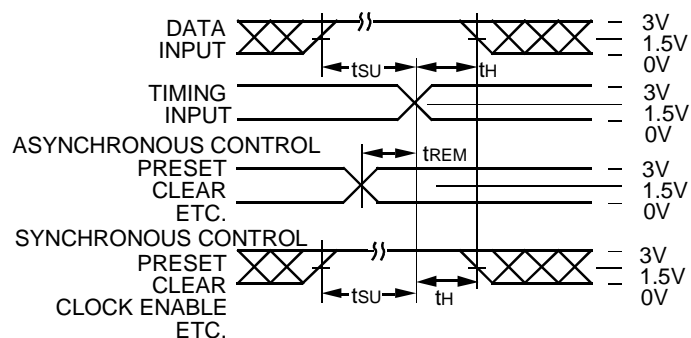 DATA
INPUT
3V
1.5V
0V
tSU
tH
TIMING
INPUT
3V
1.5V
0V
ASYNCHRONOUS CONTROL
tREM
PRESET
CLEAR
ETC.
3V
1.5V
0V
SYNCHRONOUS CONTROL
PRESET
CLEAR
CLOCK ENABLE
ETC.
3V
1.5V
0V
tSU
tH